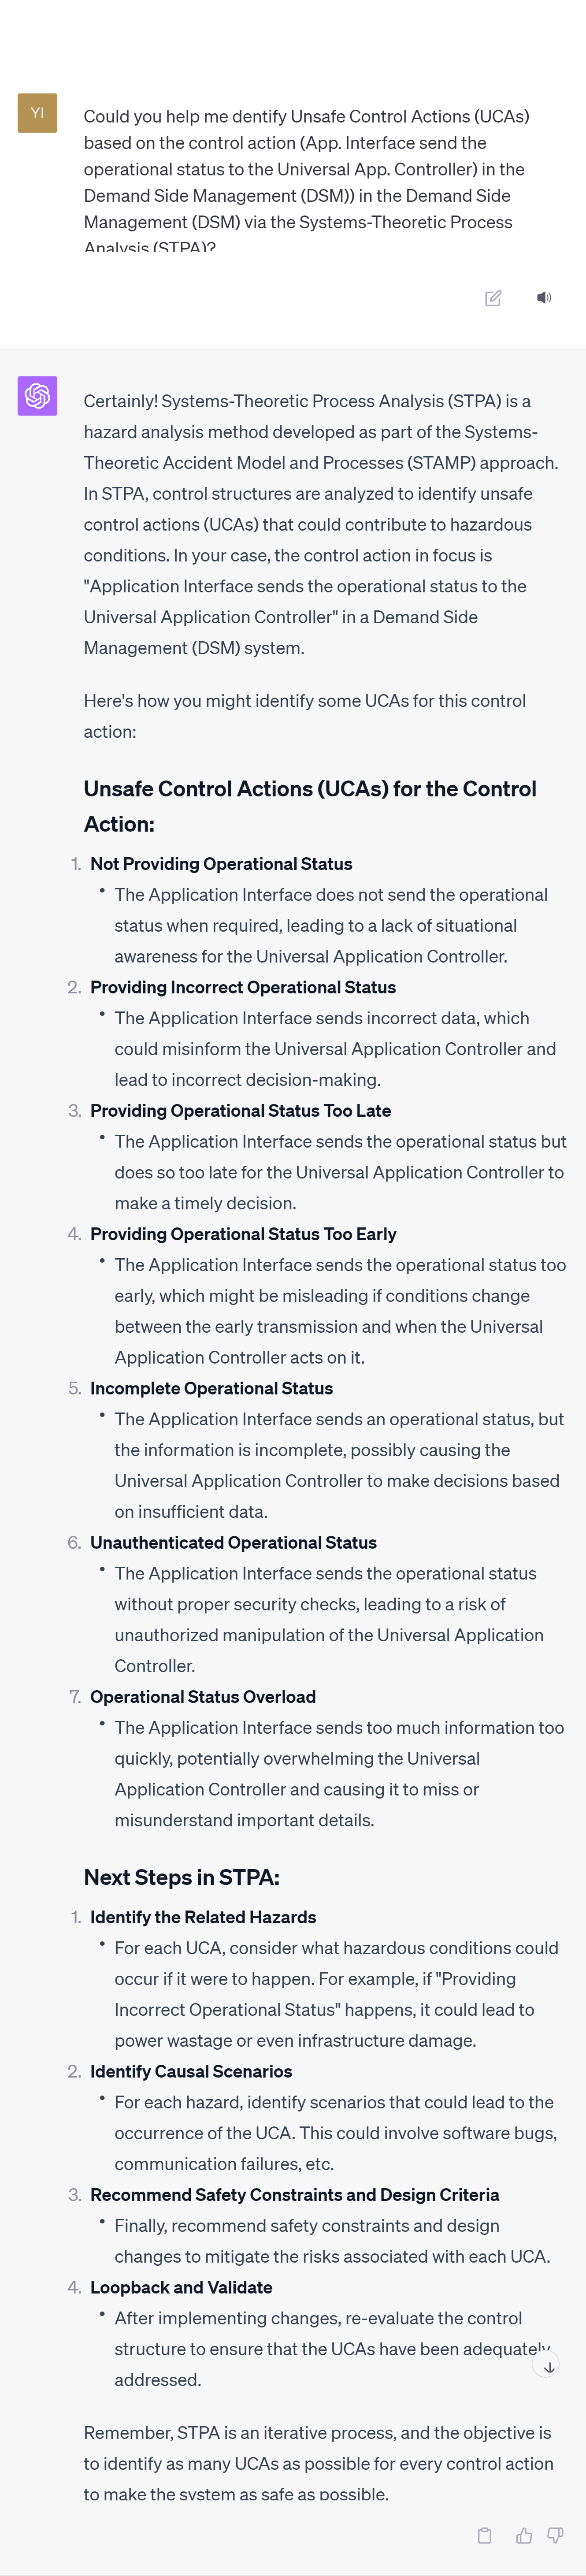 YI
Could you help me dentify Unsafe Control Actions (UCAs)
based on the control action (App. Interface send the
operational status to the Universal App. Controller) in the
Demand Side Management (DSM)) in the Demand Side
Management (DSM) via the Systems-Theoretic Process
Analysis (STPA)?
Certainly! Systems-Theoretic Process Analysis (STPA) is a
hazard analysis method developed as part of the Systems-
Theoretic Accident Model and Processes (STAMP) approach.
In STPA, control structures are analyzed to identify unsafe
control actions (UCAs) that could contribute to hazardous
conditions. In your case, the control action in focus is
"Application Interface sends the operational status to the
Universal Application Controller" in a Demand Side
Management (DSM) system.
Here's how you might identify some UCAs for this control
action:
Unsafe Control Actions (UCAs) for the Control
Action:
1. Not Providing Operational Status
• The Application Interface does not send the operational
status when required, leading to a lack of situational
awareness for the Universal Application Controller.
2. Providing Incorrect Operational Status
• The Application Interface sends incorrect data, which
could misinform the Universal Application Controller and
lead to incorrect decision-making.
3. Providing Operational Status Too Late
• The Application Interface sends the operational status but
does so too late for the Universal Application Controller to
make a timely decision.
4. Providing Operational Status Too Early
• The Application Interface sends the operational status too
early, which might be misleading if conditions change
between the early transmission and when the Universal
Application Controller acts on it.
5. Incomplete Operational Status
• The Application Interface sends an operational status, but
the information is incomplete, possibly causing the
Universal Application Controller to make decisions based
on insufficient data.
6. Unauthenticated Operational Status
• The Application Interface sends the operational status
without proper security checks, leading to a risk of
unauthorized manipulation of the Universal Application
Controller.
7. Operational Status Overload
• The Application Interface sends too much information too
quickly, potentially overwhelming the Universal
Application Controller and causing it to miss or
misunderstand important details.
Next Steps in STPA:
1. Identify the Related Hazards
• For each UCA, consider what hazardous conditions could
occur if it were to happen. For example, if "Providing
Incorrect Operational Status" happens, it could lead to
power wastage or even infrastructure damage.
2. Identify Causal Scenarios
• For each hazard, identify scenarios that could lead to the
occurrence of the UCA. This could involve software bugs,
communication failures, etc.
3. Recommend Safety Constraints and Design Criteria
• Finally, recommend safety constraints and design
changes to mitigate the risks associated with each UCA.
4. Loopback and Validate
• After implementing changes, re-evaluate the control
structure to ensure that the UCAs have been adequately
addressed.
Remember, STPA is an iterative process, and the objective is
to identify as many UCAs as possible for every control action
to make the system as safe as possible.